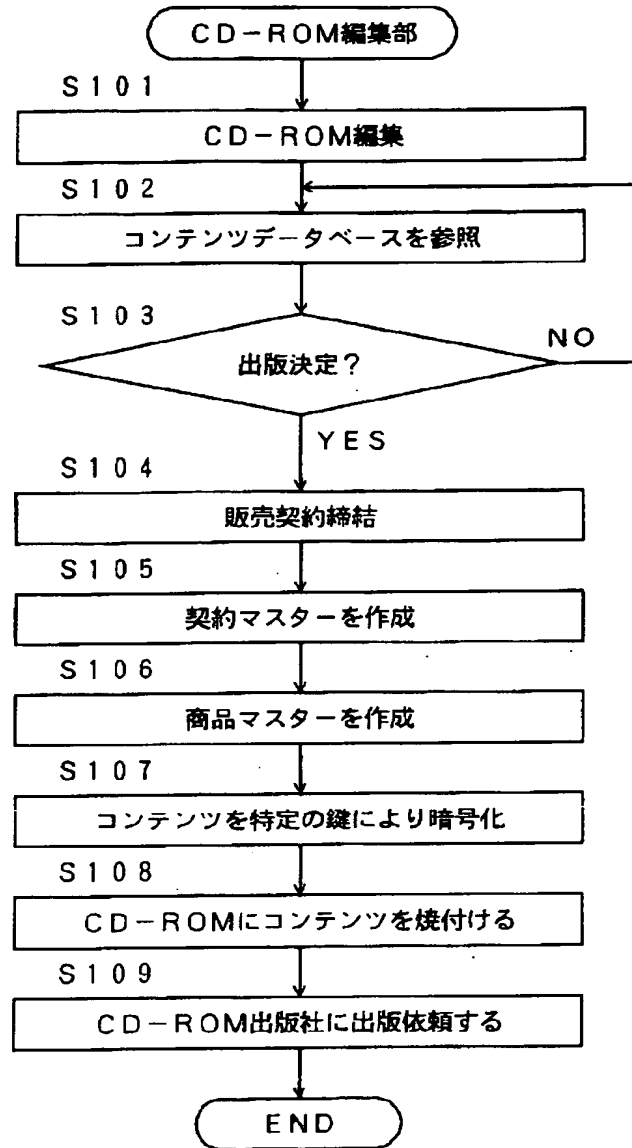 CD-ROM編集部
S101
CD-ROM編集
S102
コンテンツデータベースを参照
S103
出版決定?
NO
YES
S104
販売契約締結
S105
契約マスターを作成
S106
商品マスターを作成
S107
コンテンツを特定の鍵により暗号化
S108
CD-ROMにコンテンツを焼付ける
S109
CD-ROM出版社に出版依頼する
END